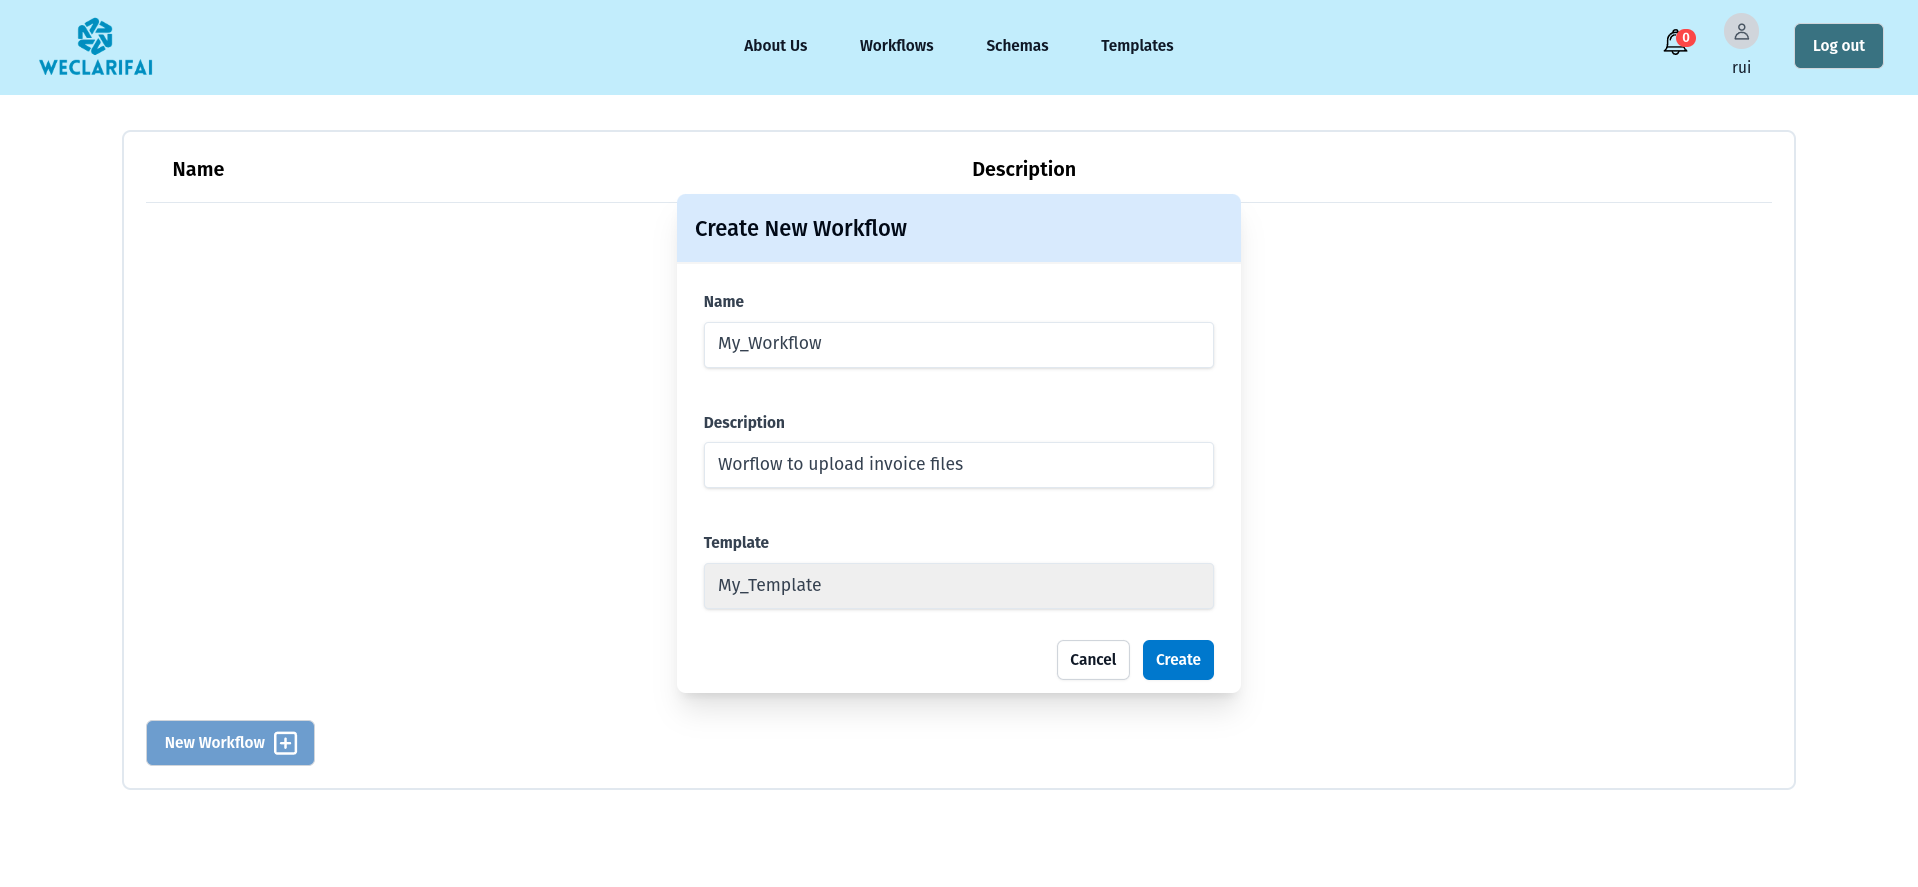 WECLARIFAI
About Us
Workflows
Schemas
Templates
0
rui
Log out
Name
Description
Create New Workflow
Name
My_Workflow
Description
Worflow to upload invoice files
Template
My_Template
Cancel
Create
New Workflow